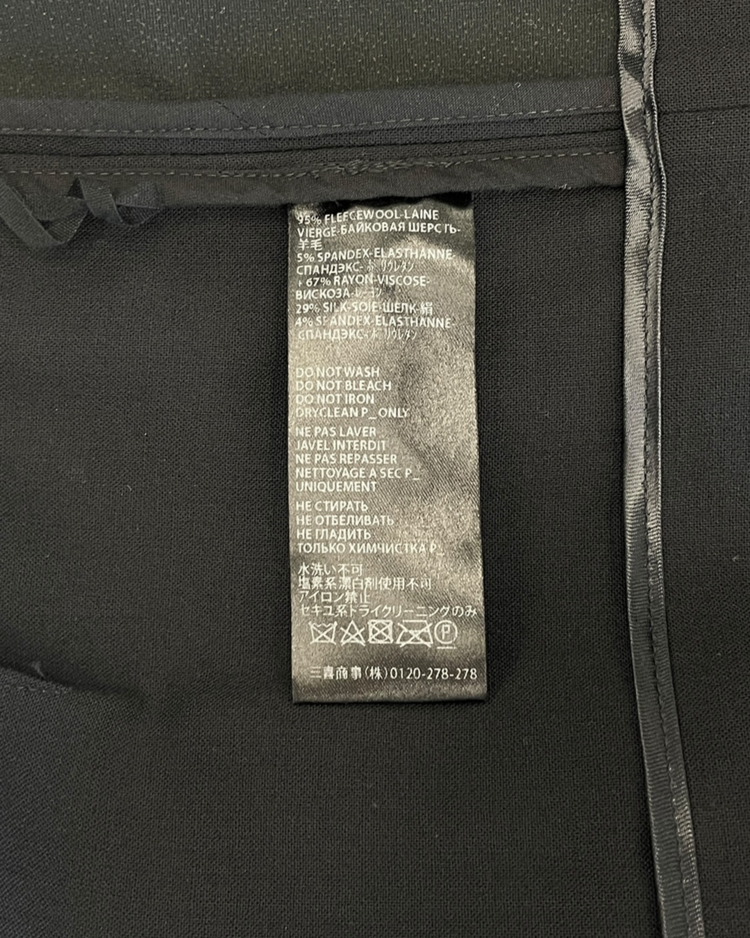 95% FLEECEWOOL-LAINE
VIERGE-БАЙКОВАЯ ШЕРСТЬ-
羊毛
5% SPANDEX-ELASTHANNE-
СПАНДЭКС-ポリウレタン
+ 67% RAYON-VISCOSE-
ВИСКОЗА-レーヨン
29% SILK-SOIE-ШЕЛК-絹
4% SPANDEX-ELASTHANNE-
СПАНДЭКС-ポリウレタン
DO NOT WASH
DO NOT BLEACH
DO NOT IRON
DRYCLEAN P_ ONLY
NE PAS LAVER
JAVEL INTERDIT
NE PAS REPASSER
NETTOYAGE A SEC P_
UNIQUEMENT
НЕ СТИРАТЬ
НЕ ОТБЕЛИВАТЬ
НЕ ГЛАДИТЬ
ТОЛЬКО ХИМЧИСТКА P_
水洗い不可
塩素系漂白剤使用不可
アイロン禁止
セキユ系ドライクリーニングのみ
P
三喜商事(株)0120-278-278